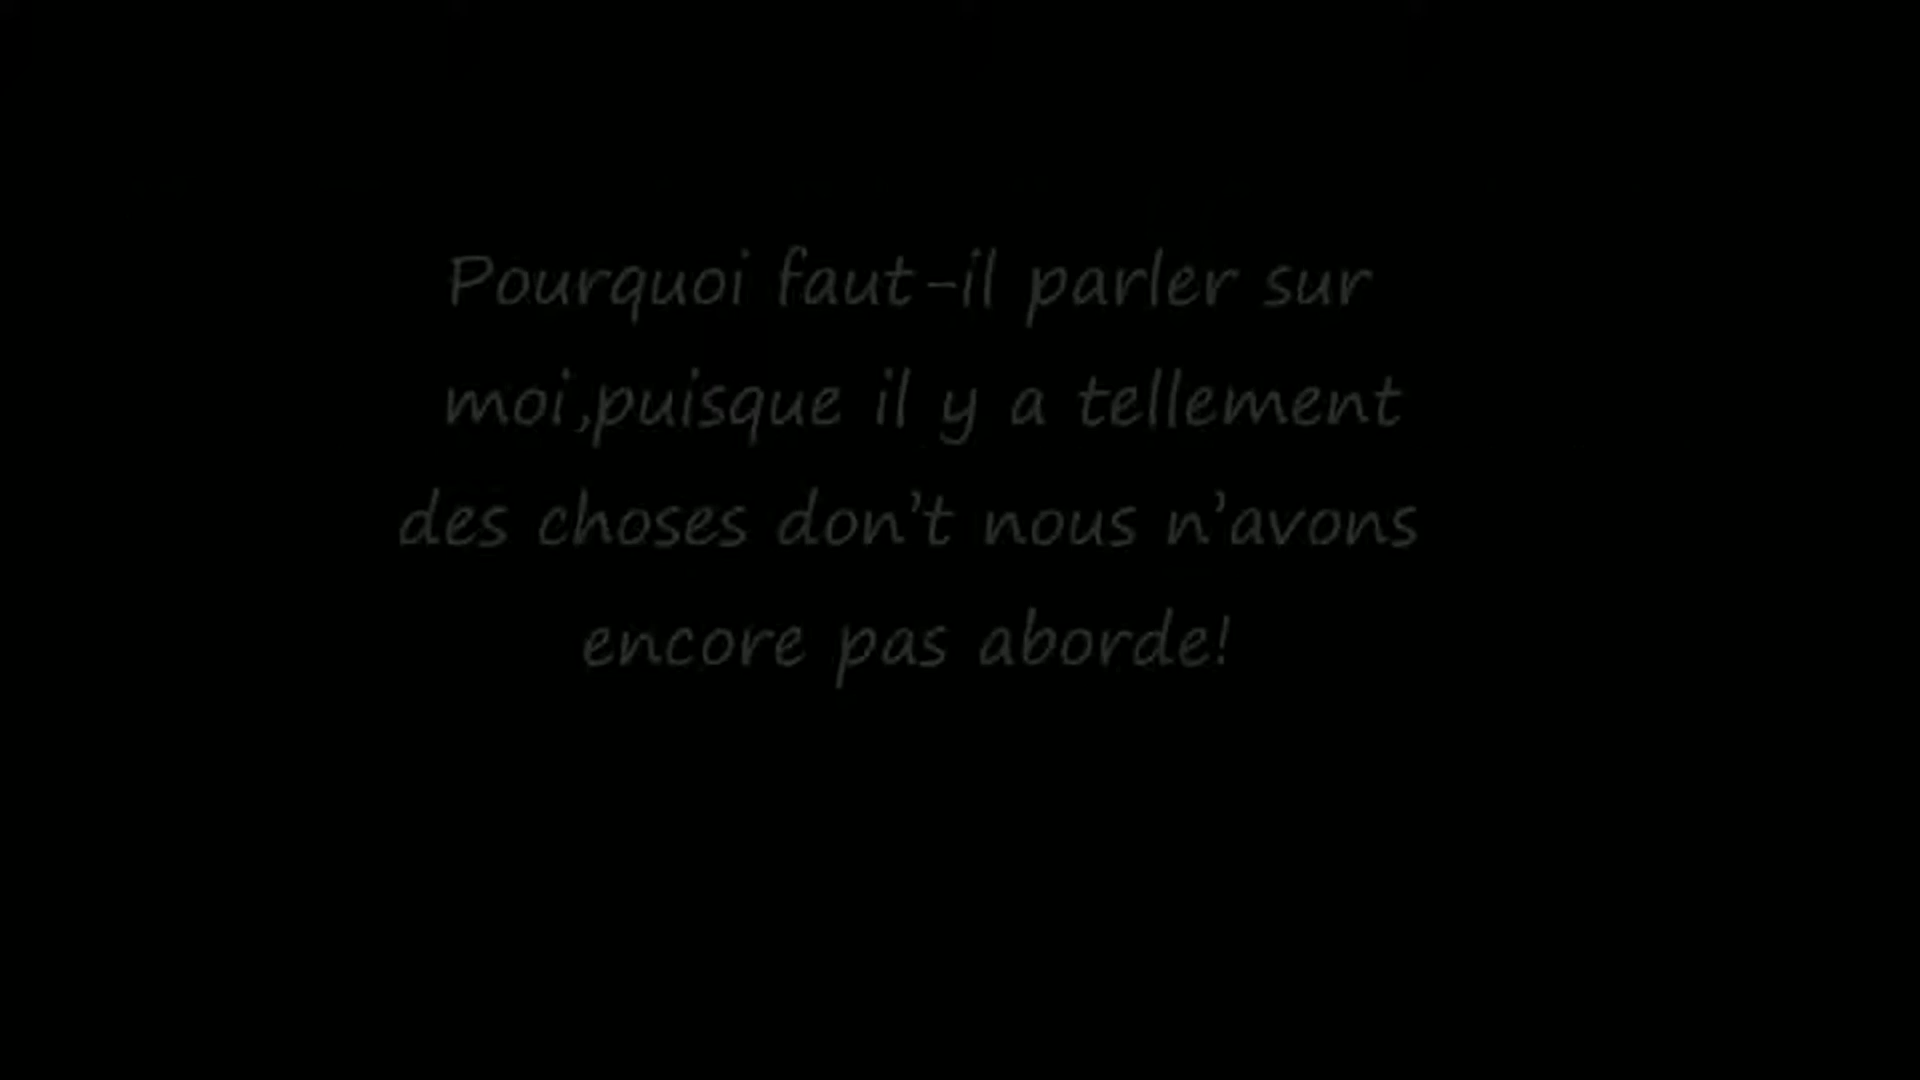 Pourquoi faut-il parler sur
moi,puisque il y a tellement
des choses don't nous n'avons
encore pas aborde!